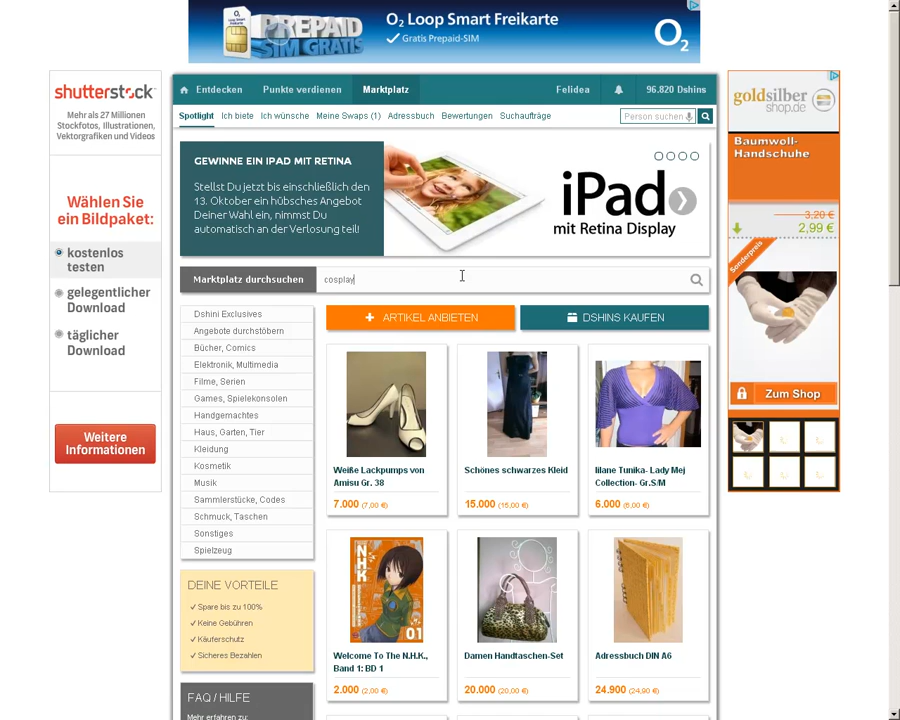 PREPAID
SIM GRATIS
O2 Loop Smart Freikarte
Gratis Prepaid-SIM
O2
shutterstock
Mehr als 27 Millionen
Stockfotos, Illustrationen,
Vektorgrafiken und Videos
Wählen Sie
ein Bildpaket:
kostenlos
testen
gelegentlicher
Download
täglicher
Download
Weitere
Informationen
Entdecken Punkte verdienen Marktplatz Felidea 96.820 Dshins
Spotlight Ich biete Ich wünsche Meine Swaps (1) Adressbuch Bewertungen Suchaufträge Person suchen
GEWINNE EIN IPAD MIT RETINA
Stellst Du jetzt bis einschließlich den
13. Oktober ein hübsches Angebot
Deiner Wahl ein, nimmst Du
automatisch an der Verlosung teil!
iPad
mit Retina Display
Marktplatz durchsuchen cosplay
Dshini Exclusives
Angebote durchstöbern
Bücher, Comics
Elektronik, Multimedia
Filme, Serien
Games, Spielekonsolen
Handgemachtes
Haus, Garten, Tier
Kleidung
Kosmetik
Musik
Sammlerstücke, Codes
Schmuck, Taschen
Sonstiges
Spielzeug
DEINE VORTEILE
Spare bis zu 100%
Keine Gebühren
Käuferschutz
Sicheres Bezahlen
FAQ / HILFE
Mehr erfahren zu:
ARTIKEL ANBIETEN DSHINS KAUFEN
Weiße Lackpumps von
Amisu Gr. 38
7.000 (7,00 €)
Schönes schwarzes Kleid
15.000 (15,00 €)
lilane Tunika- Lady Mej
Collection- Gr.S/M
6.000 (6,00 €)
NHK
01
Welcome To The N.H.K.,
Band 1: BD 1
2.000 (2,00 €)
Damen Handtaschen-Set
20.000 (20,00 €)
Adressbuch DIN A6
24.900 (24,90 €)
goldsilber
shop.de
Baumwoll-
Handschuhe
3,20 €
2,99 €
Sonderpreis
Zum Shop